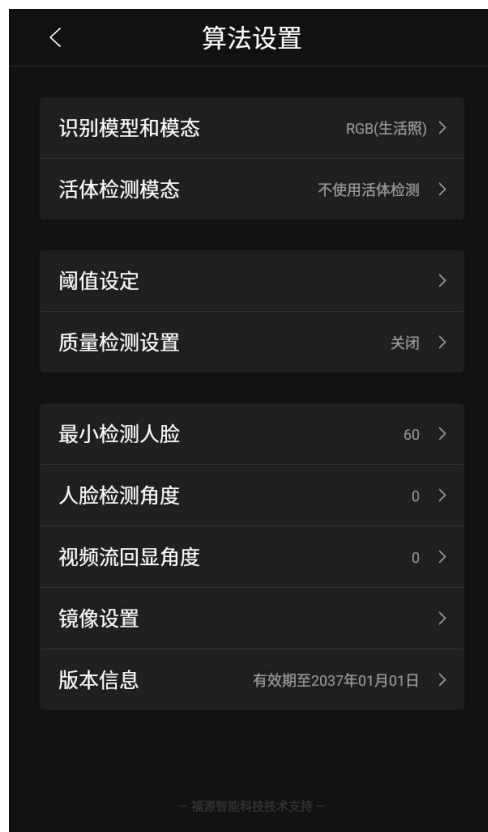 算法设置
识别模型和模态 RGB(生活照)
活体检测模态 不使用活体检测
阈值设定
质量检测设置 关闭
最小检测人脸 60
人脸检测角度 0
视频流回显角度 0
镜像设置
版本信息 有效期至2037年01月01日
— 福源智能科技技术支持 —